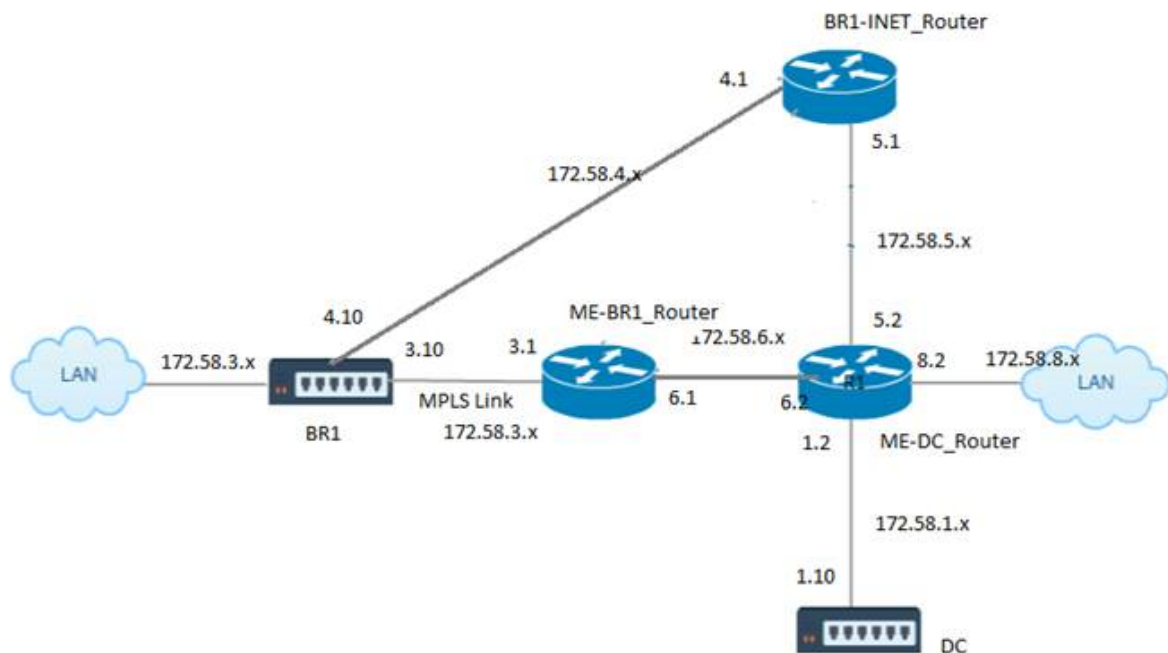 BR1-INET_Router
4.1
5.1
172.58.4.x
172.58.5.x
4.10
ME-BR1_Router
5.2
172.58.6.x
172.58.3.x
3.10
3.1
8.2
172.58.8.x
LAN
R1
LAN
MPLS Link
6.1
6.2
BR1
172.58.3.x
1.2
ME-DC_Router
172.58.1.x
1.10
DC